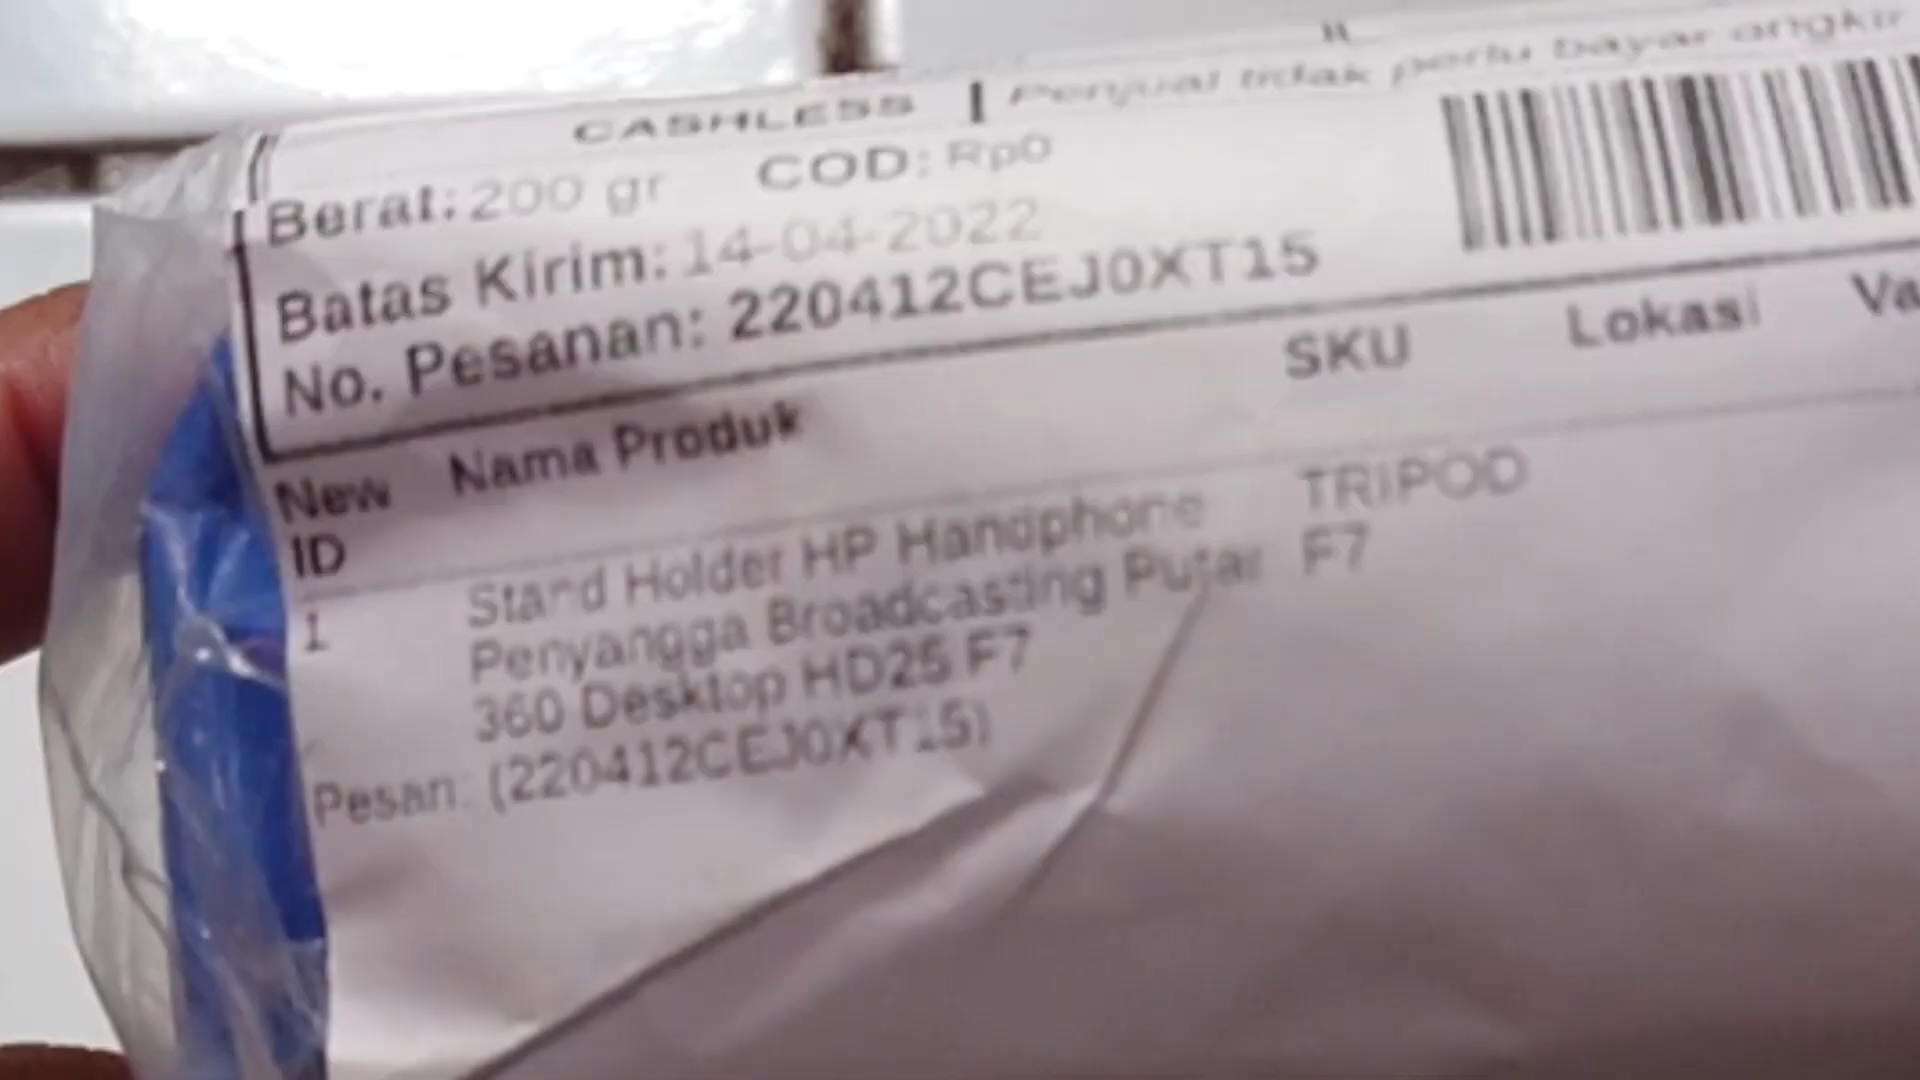 CASHLESS | Penjual tidak perlu bayar ongkir
Berat: 200 gr COD: Rp0
Batas Kirim: 14-04-2022
No. Pesanan: 220412CEJ0XT15
New ID Nama Produk SKU Lokasi
1 Stand Holder HP Handphone TRIPOD
Penyangga Broadcasting Putar F7
360 Desktop HD25 F7
Pesan: (220412CEJ0XT15)